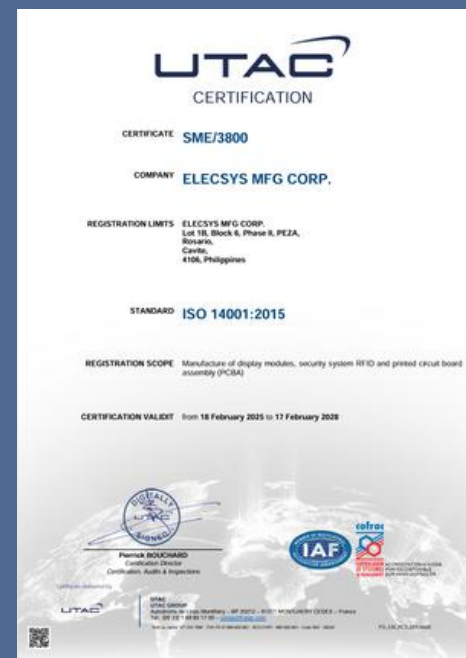 UTAC
CERTIFICATION
CERTIFICATE SME/3800
COMPANY ELECSYS MFG CORP.
REGISTRATION LIMITS ELECSYS MFG CORP.
Lot 1B, Block 6, Phase II, PEZA,
Rosario,
Cavite,
4106, Philippines
STANDARD ISO 14001:2015
REGISTRATION SCOPE Manufacture of display modules, security system RFID and printed circuit board
assembly (PCBA)
CERTIFICATION VALIDIT from 18 February 2025 to 17 February 2028
DIGITALLY
UTAC
SIGNED
Pierrick BOUCHARD
Certification Director
Certification, Audits & Inspections
IAF
cofrac
UTAC
UTAC
UTAC GROUP